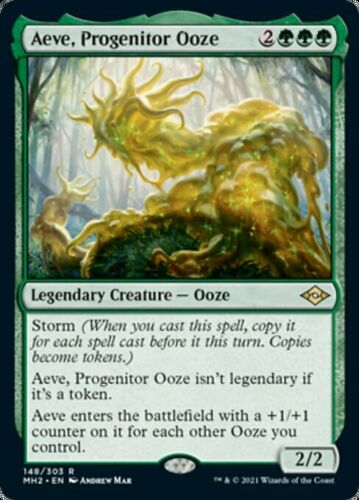 Aeve, Progenitor Ooze 2
Legendary Creature — Ooze
Storm (When you cast this spell, copy it
for each spell cast before it this turn. Copies
become tokens.)
Aeve, Progenitor Ooze isn't legendary if
it's a token.
Aeve enters the battlefield with a +1/+1
counter on it for each other Ooze you
control.
2/2
148/303 R
MH2 • EN Andrew Mar
™ & © 2021 Wizards of the Coast